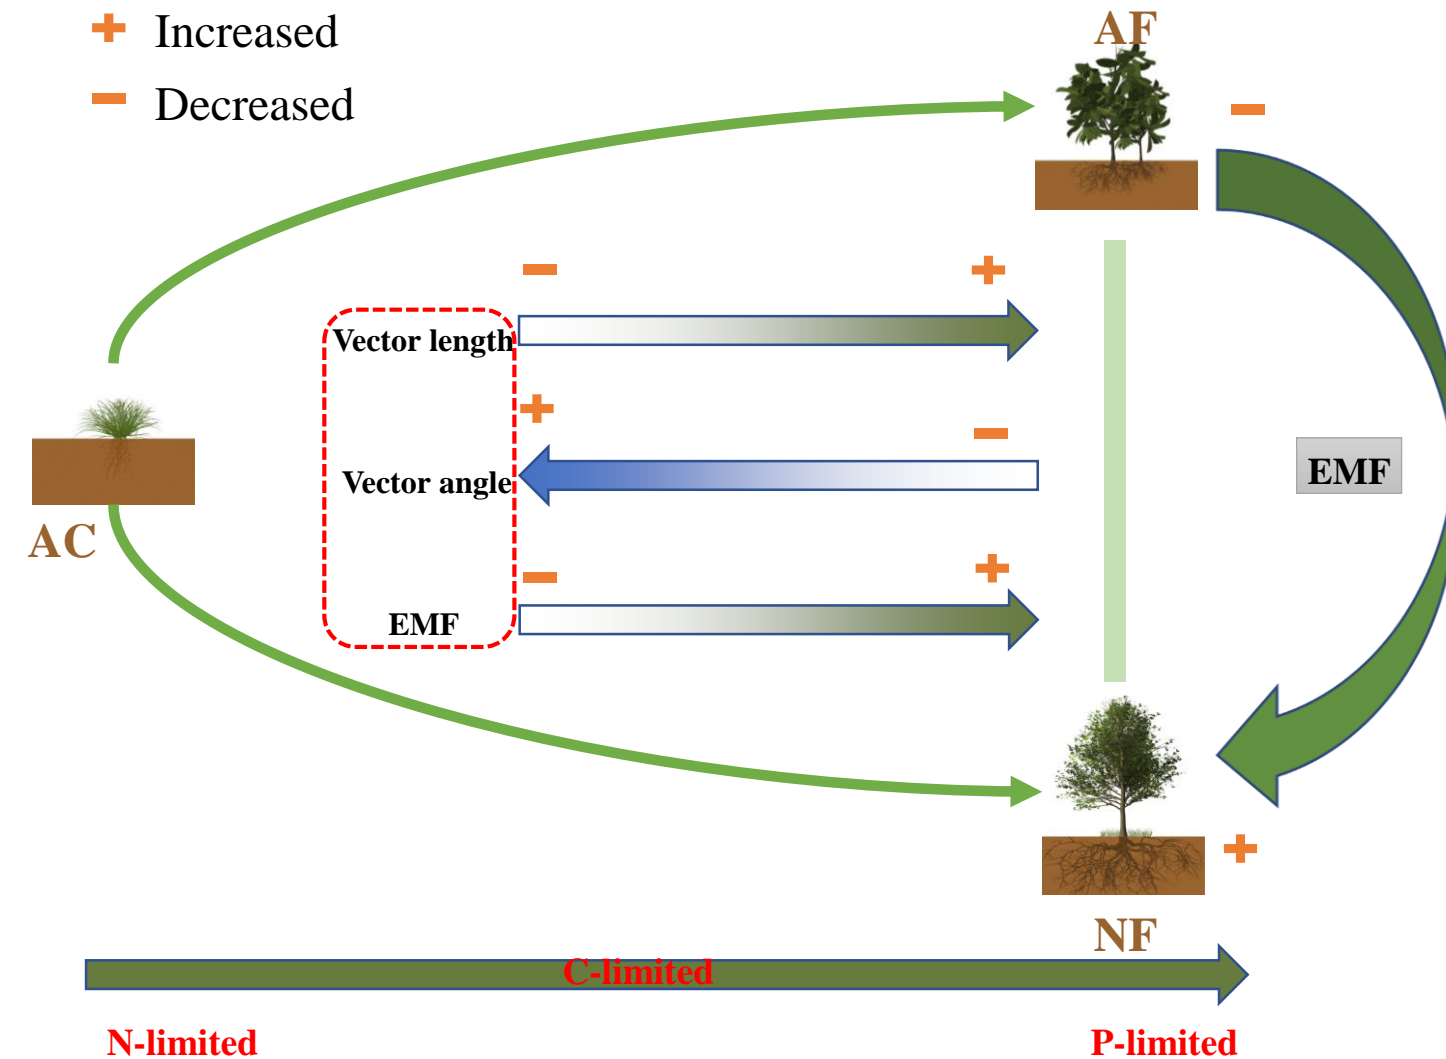 + Increased
− Decreased
AF
Vector length
Vector angle
EMF
EMF
AC
NF
C-limited
N-limited
P-limited